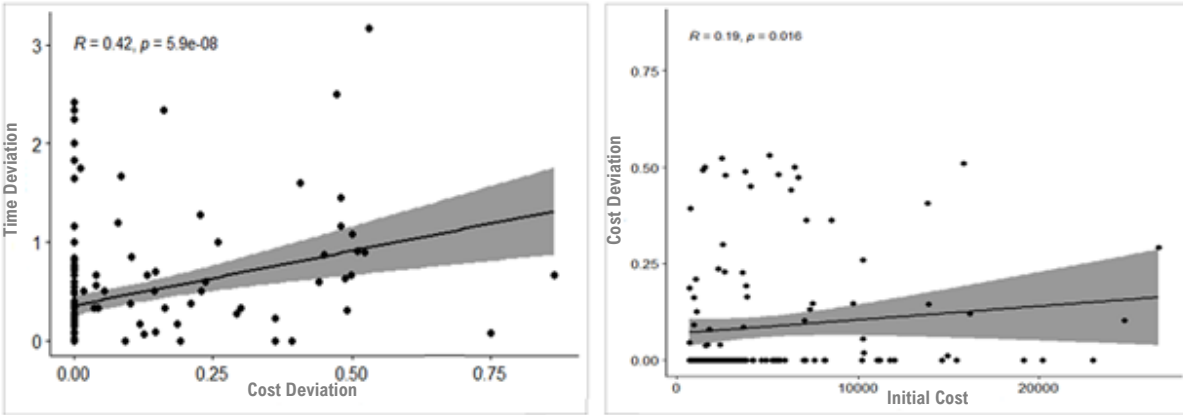 R = 0.42, p = 5.9e-08
3
2
1
0
Time Deviation
0.00 0.25 0.50 0.75
Cost Deviation
R = 0.19, p = 0.016
0.75
0.50
0.25
0.00
Cost Deviation
0 10000 20000
Initial Cost